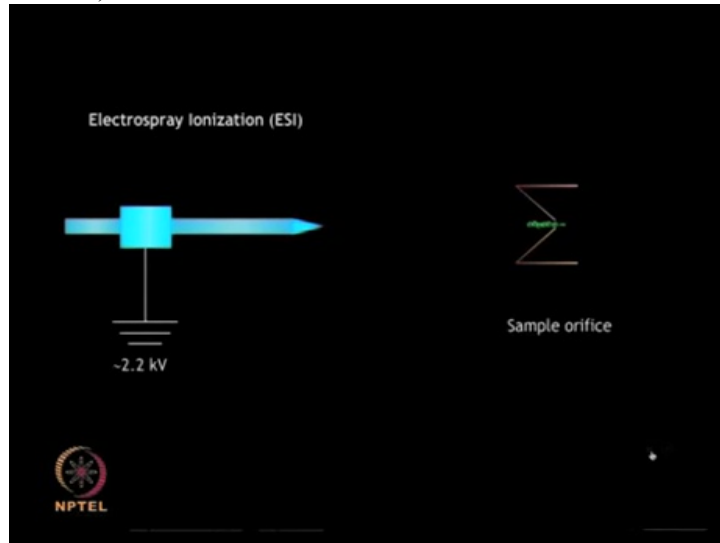 Electrospray Ionization (ESI)
Sample orifice
~2.2 kV
NPTEL